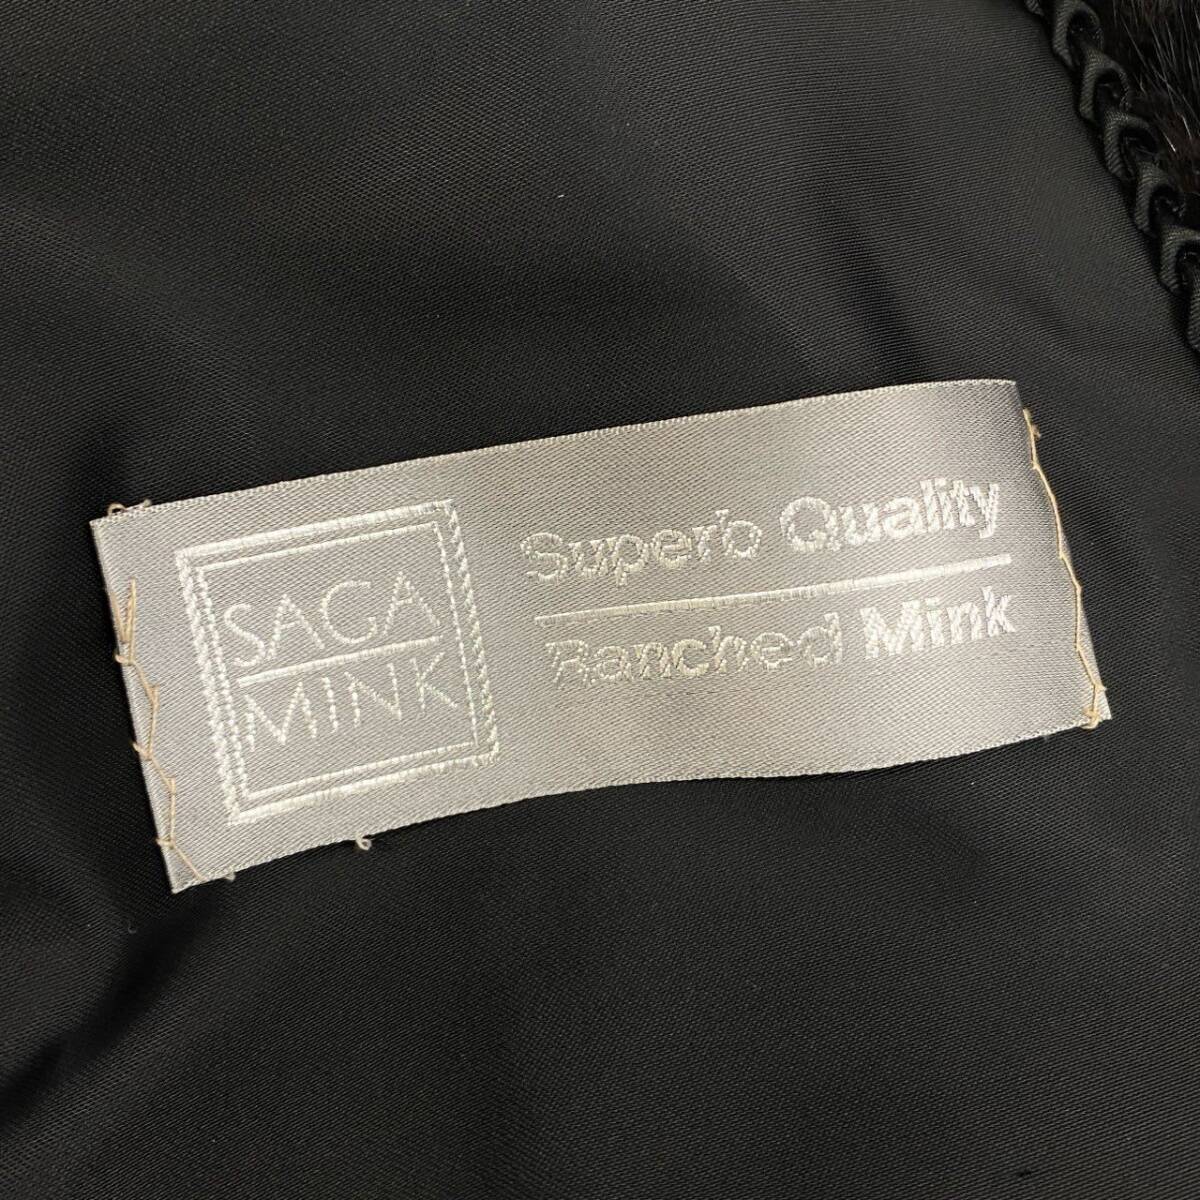 SAGA
MINK
Superb Quality
Ranched Mink